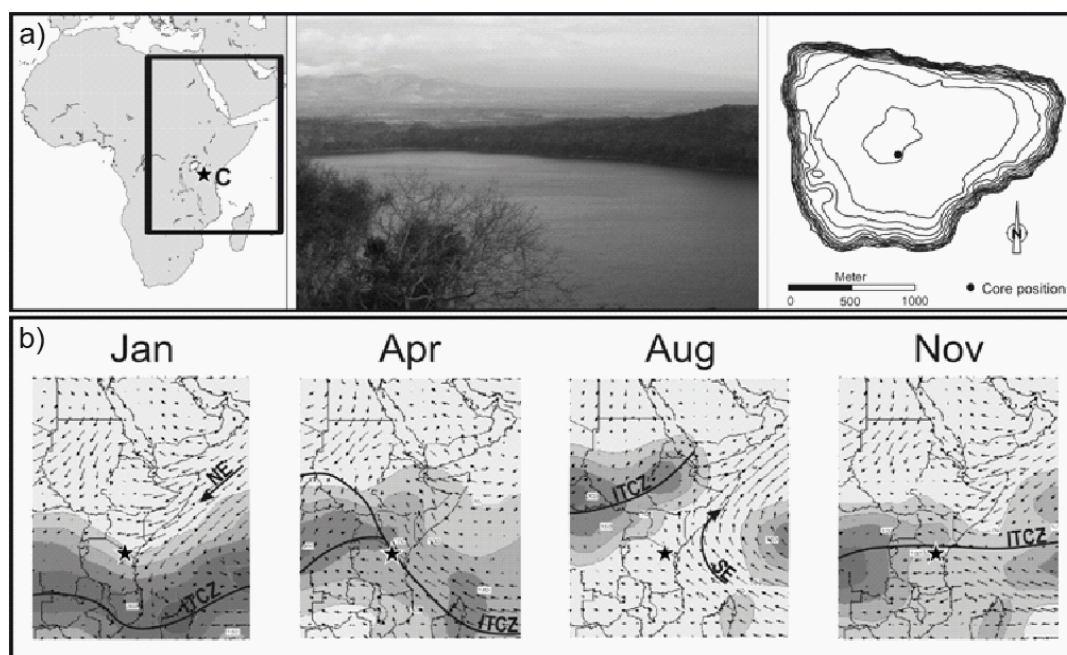 a)
C
N
Meter
0 500 1000
Core position
b)
Jan Apr Aug Nov
NE
ITCZ
ITCZ
ITCZ
SE
ITCZ